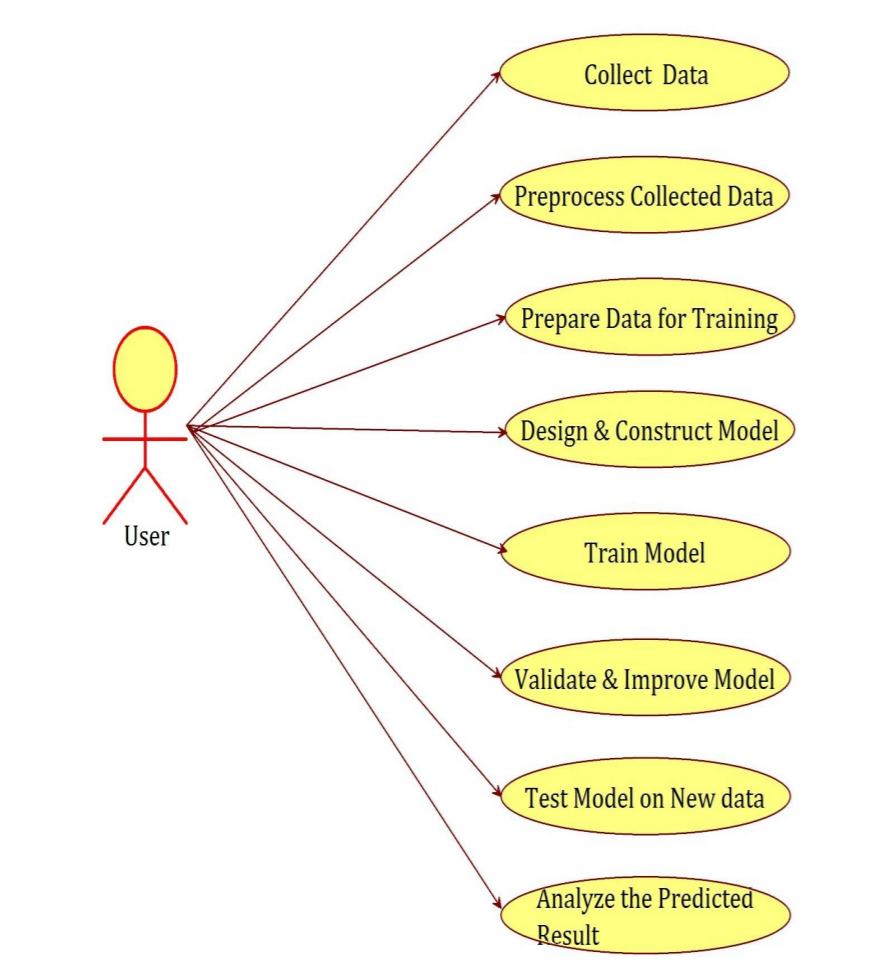 Collect Data
Preprocess Collected Data
Prepare Data for Training
Design & Construct Model
Train Model
User
Validate & Improve Model
Test Model on New data
Analyze the Predicted
Result